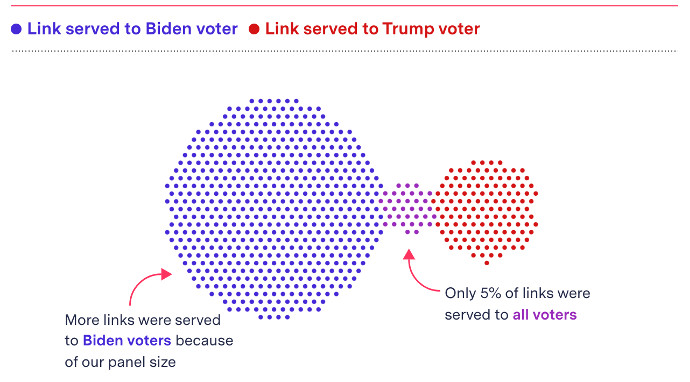 Link served to Biden voter Link served to Trump voter
More links were served
to Biden voters because
of our panel size
Only 5% of links were
served to all voters